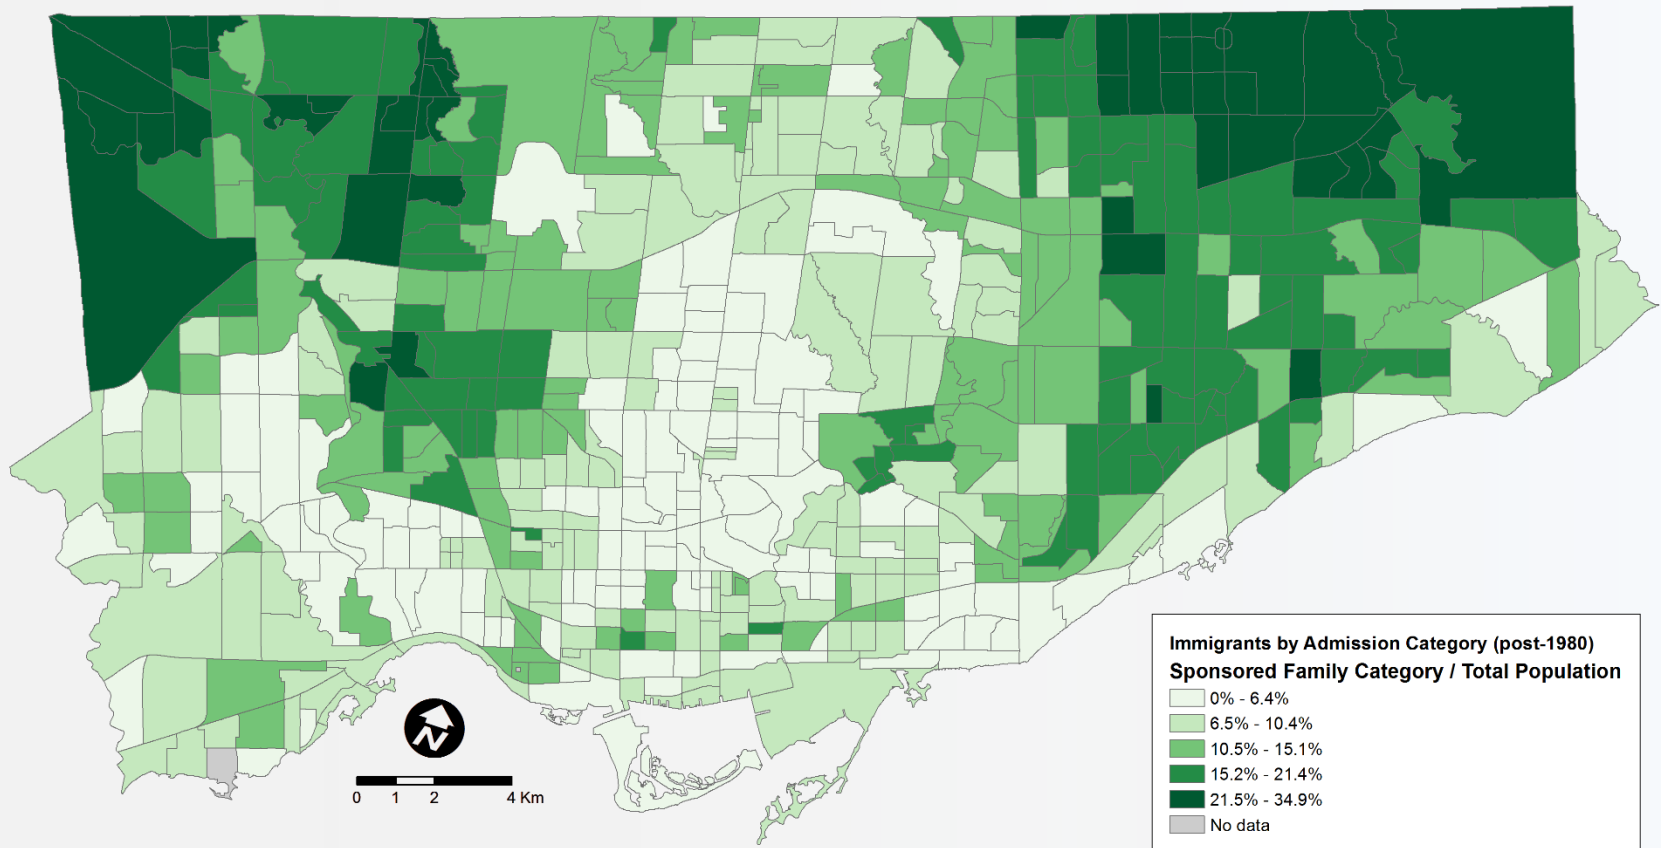 N
0 1 2 4 Km
Immigrants by Admission Category (post-1980)
Sponsored Family Category / Total Population
0% - 6.4%
6.5% - 10.4%
10.5% - 15.1%
15.2% - 21.4%
21.5% - 34.9%
No data